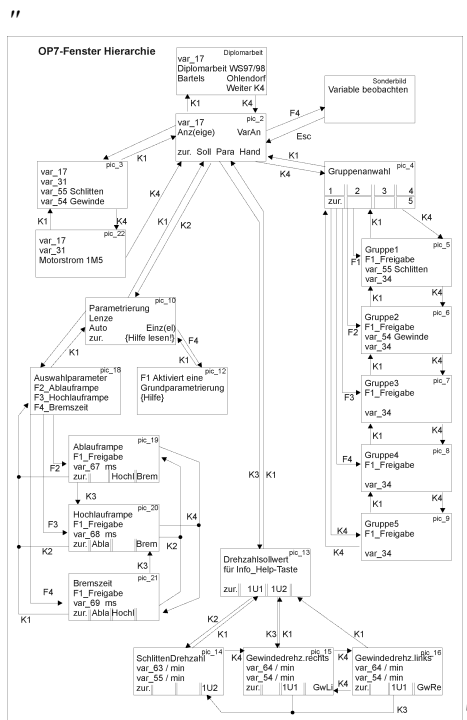 "
OP7-Fenster Hierarchie
Diplomarbeit
var_17
Diplomarbeit WS97/98
Bartels Ohlendorf
Weiter K4
Sonderbild
Variable beobachten
K1
K4
F4
Esc
pic_2
var_17
Anz(eige) VarAn
zur. Soll Para Hand
K1
K1
K4
pic_3
var_17
var_31
var_55 Schlitten
var_54 Gewinde
K1
K4
K4
K1
K2
pic_22
var_17
var_31
Motorstrom 1M5
pic_4
Gruppenanwahl
1 2 3 4
zur. 5
K1
K4
pic_5
Gruppe1
F1_Freigabe
var_55 Schlitten
var_34
F1
K1
K4
pic_6
Gruppe2
F1_Freigabe
var_54 Gewinde
var_34
F2
K1
K4
pic_7
Gruppe3
F1_Freigabe
var_34
F3
K1
K4
pic_8
Gruppe4
F1_Freigabe
var_34
F4
K1
K4
pic_9
Gruppe5
F1_Freigabe
var_34
K4
K4
pic_10
Parametrierung
Lenze
Auto Einz(el)
zur. {Hilfe lesen!}
K1
F4
K1
pic_12
F1 Aktiviert eine
Grundparametrierung
{Hilfe}
pic_18
Auswahlparameter
F2_Ablauframpe
F3_Hochlauframpe
F4_Bremszeit
pic_19
Ablauframpe
F1_Freigabe
var_67 ms
zur. Hochl Brem
F2
K3
K4
pic_20
Hochlauframpe
F1_Freigabe
var_68 ms
zur. Abla Brem
F3
K2
K2
K3
pic_21
Bremszeit
F1_Freigabe
var_69 ms
zur. Abla Hochl
F4
K1
K3
K1
pic_13
Drehzahlsollwert
für Info_Help-Taste
zur. 1U1 1U2
K2
K1
K3
K1
K1
pic_14
SchlittenDrehzahl
var_63 / min
var_55 / min
zur. 1U2
K4
pic_15
Gewindedrehz.rechts
var_64 / min
var_54 / min
zur. 1U1 GwLi
K4
K4
pic_16
Gewindedrehz.links
var_64 / min
var_54 / min
zur. 1U1 GwRe
K3